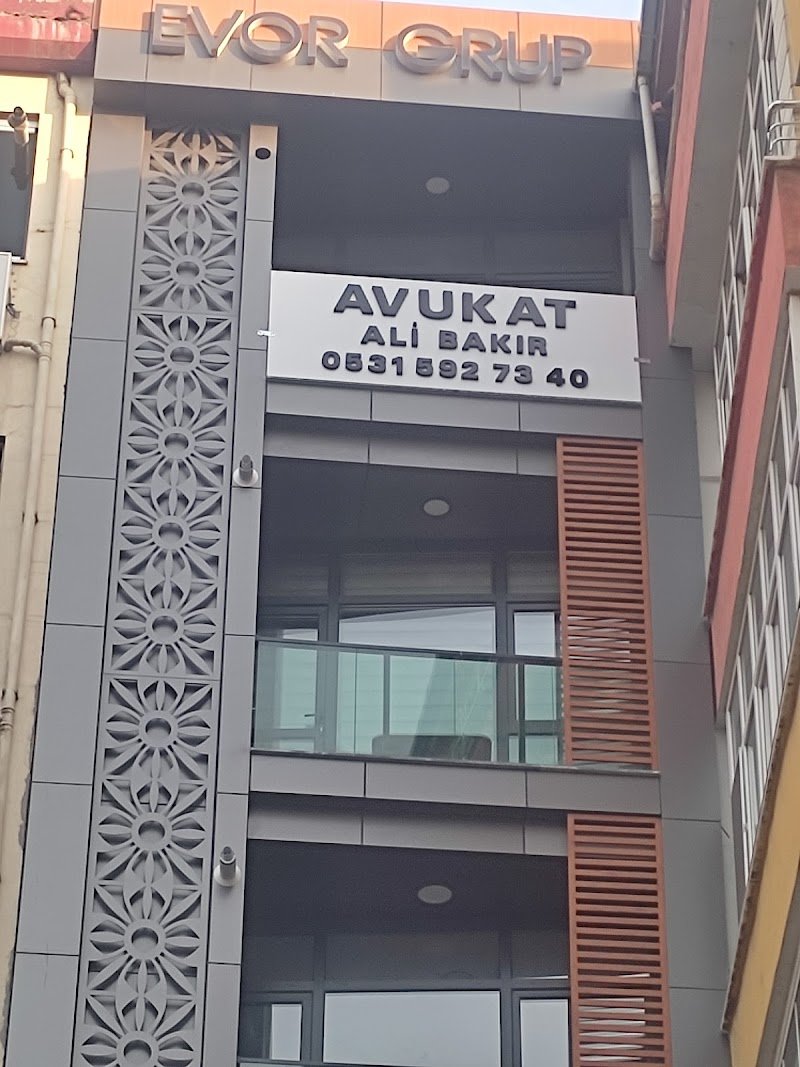 EVOR GRUP
AVUKAT
ALİ BAKIR
0531 592 73 40